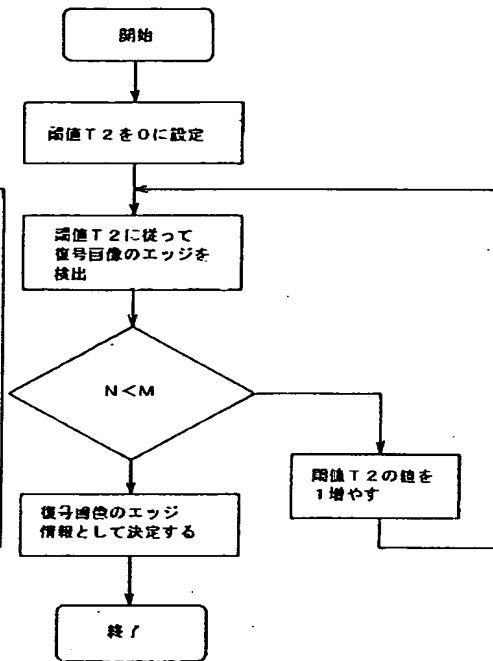 開始
閾値T2を0に設定
閾値T2に従って
復号画像のエッジを
検出
N<M
閾値T2の値を
1増やす
復号画像のエッジ
情報として決定する
終了